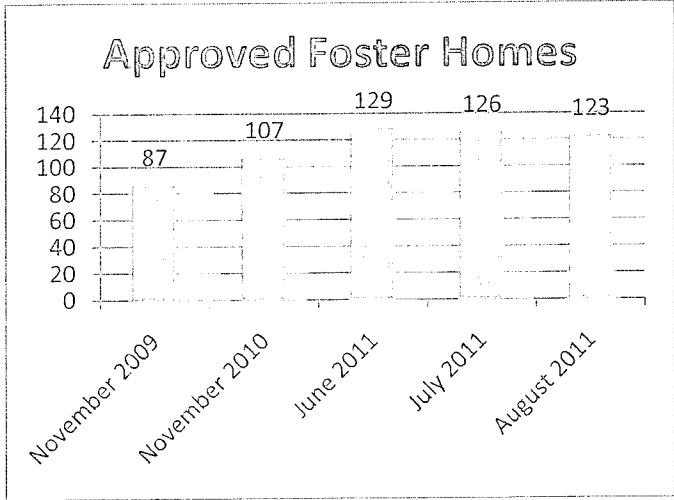 Approved Foster Homes
140
120
100
80
60
40
20
0
87
107
129
126
123
November 2009
November 2010
June 2011
July 2011
August 2011